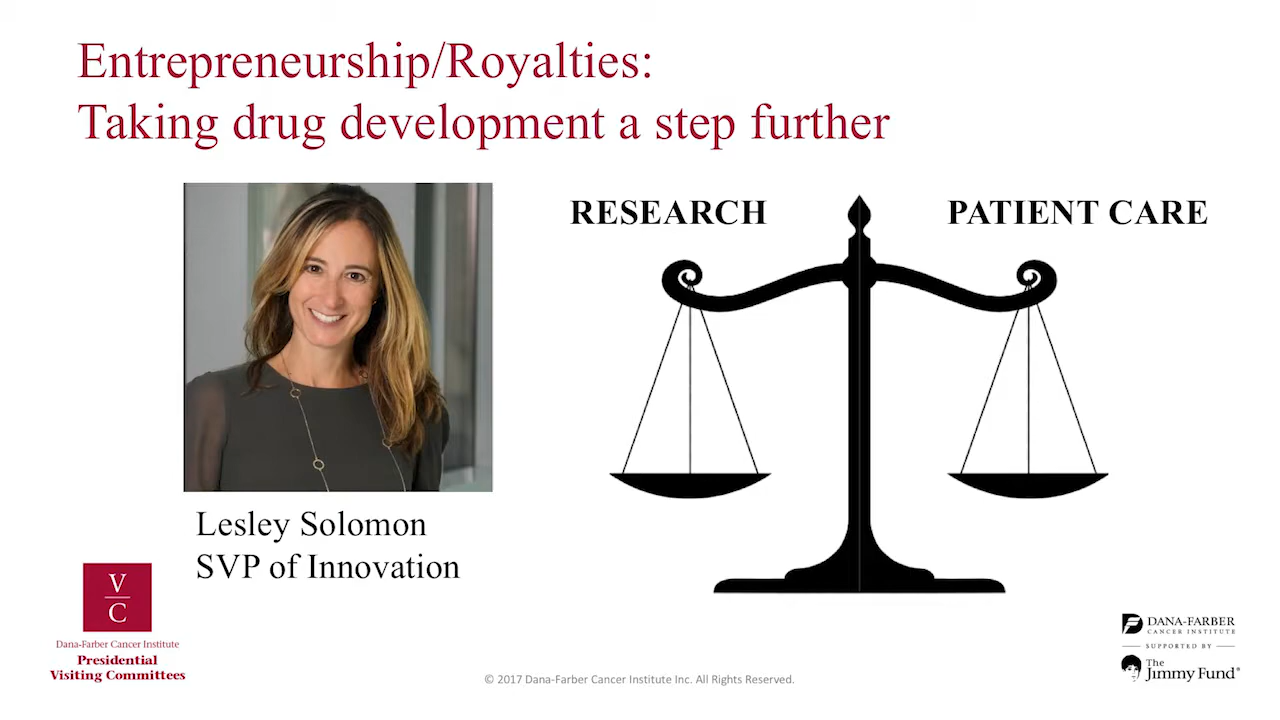 Entrepreneurship/Royalties:
Taking drug development a step further
RESEARCH
PATIENT CARE
Lesley Solomon
SVP of Innovation
V
C
Dana-Farber Cancer Institute
Presidential
Visiting Committees
© 2017 Dana-Farber Cancer Institute Inc. All Rights Reserved.
DANA-FARBER
CANCER INSTITUTE
SUPPORTED BY
The
Jimmy Fund®